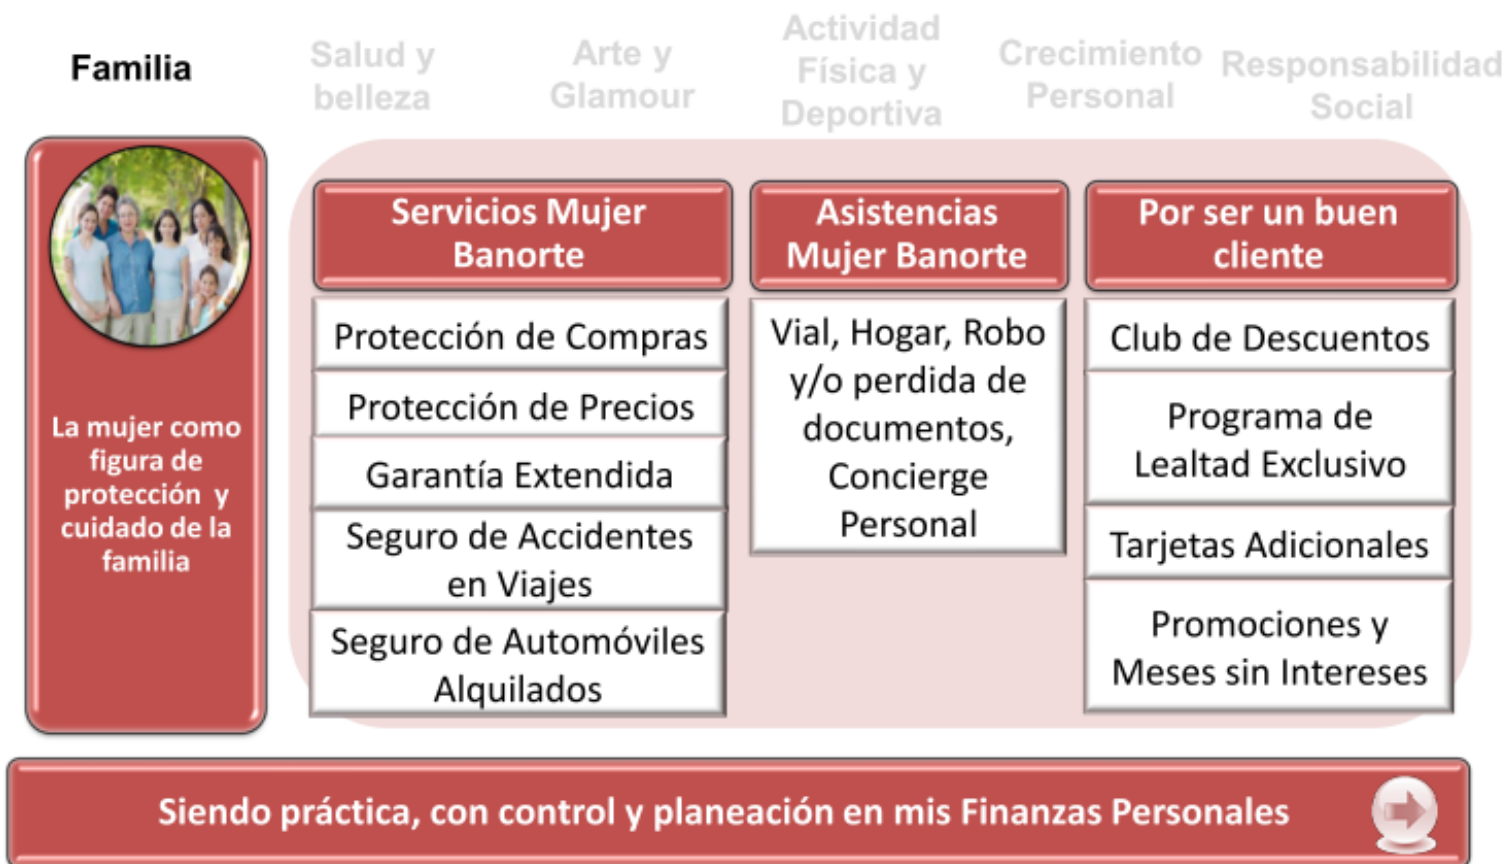 Familia
Salud y
belleza
Arte y
Glamour
Actividad
Física y
Deportiva
Crecimiento
Personal
Responsabilidad
Social
La mujer como
figura de
protección y
cuidado de la
familia
Servicios Mujer
Banorte
Protección de Compras
Protección de Precios
Garantía Extendida
Seguro de Accidentes
en Viajes
Seguro de Automóviles
Alquilados
Asistencias
Mujer Banorte
Vial, Hogar, Robo
y/o perdida de
documentos,
Concierge
Personal
Por ser un buen
cliente
Club de Descuentos
Programa de
Lealtad Exclusivo
Tarjetas Adicionales
Promociones y
Meses sin Intereses
Siendo práctica, con control y planeación en mis Finanzas Personales